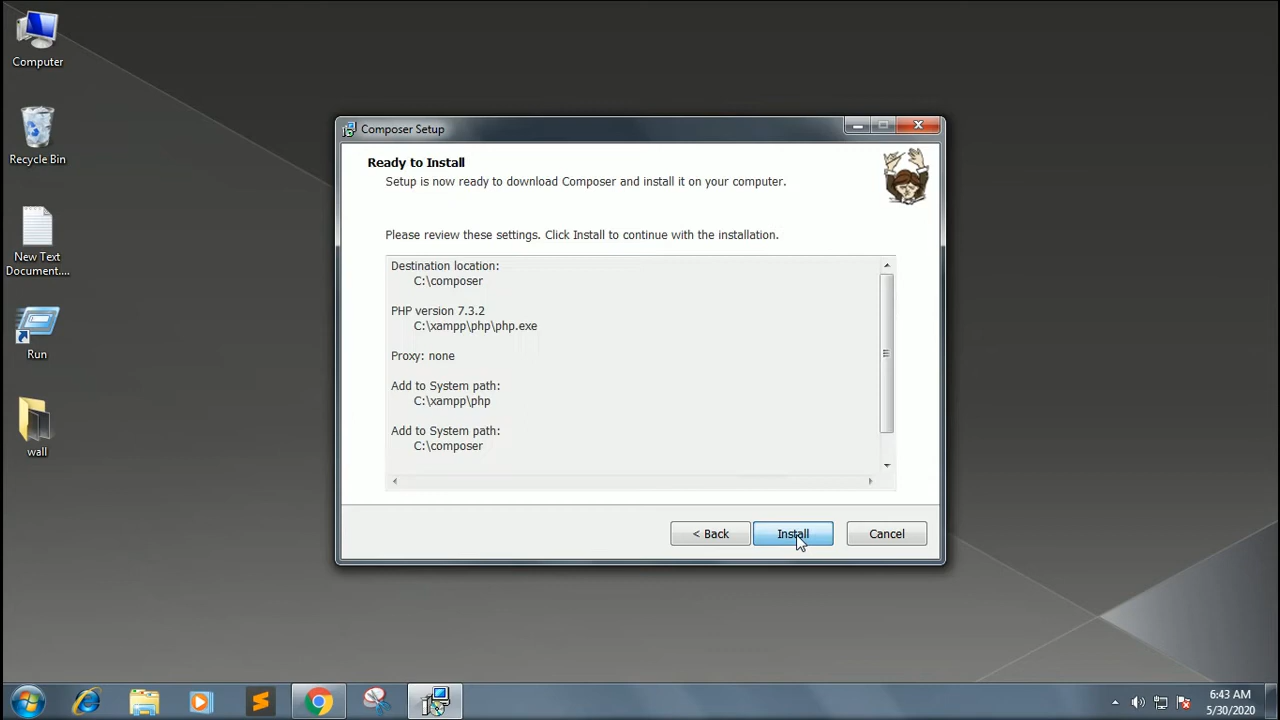 Computer
Recycle Bin
New Text
Document....
Run
wall
Composer Setup
Ready to Install
Setup is now ready to download Composer and install it on your computer.
Please review these settings. Click Install to continue with the installation.
Destination location:
C:\composer
PHP version 7.3.2
C:\xampp\php\php.exe
Proxy: none
Add to System path:
C:\xampp\php
Add to System path:
C:\composer
< Back
Install
Cancel
6:43 AM
5/30/2020